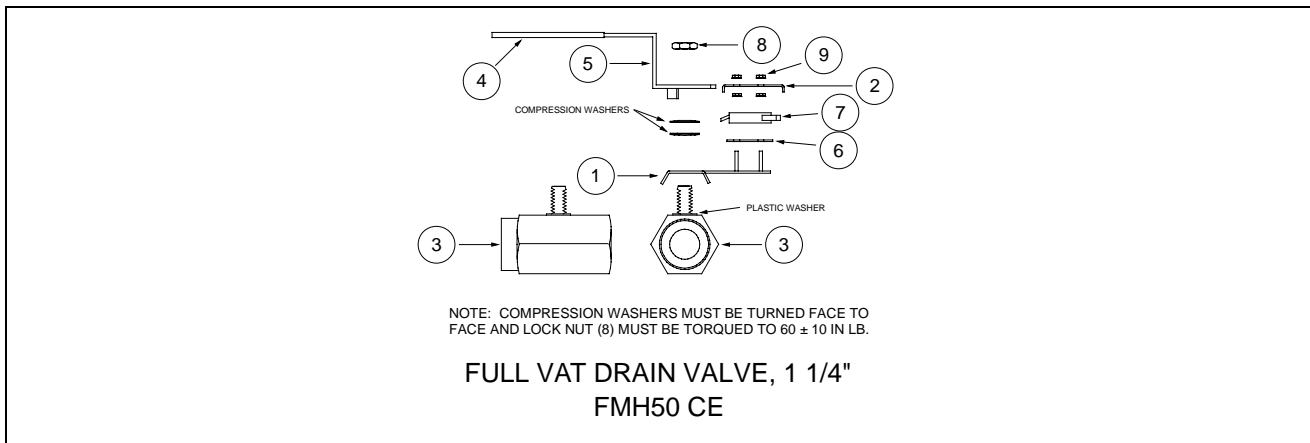 8
9
4
5
2
COMPRESSION WASHERS
7
6
1
PLASTIC WASHER
3
3
NOTE: COMPRESSION WASHERS MUST BE TURNED FACE TO
FACE AND LOCK NUT (8) MUST BE TORQUED TO 60 ± 10 IN LB.
FULL VAT DRAIN VALVE, 1 1/4"
FMH50 CE